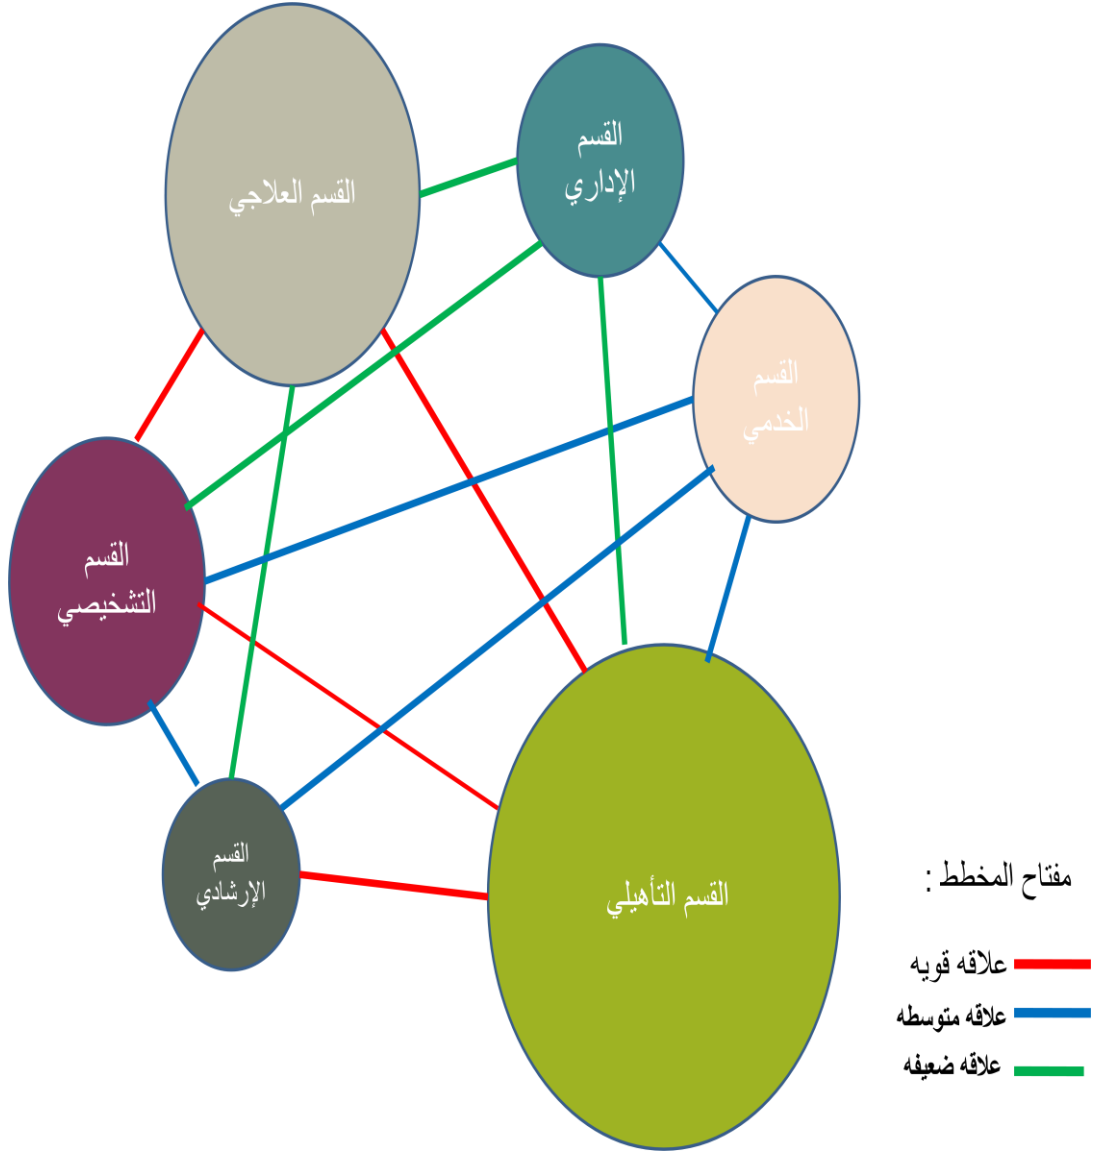 القسم
الإداري
القسم العلاجي
القسم
الخدمي
القسم
التشخيصي
القسم
الإرشادي
القسم التأهيلي
مفتاح المخطط :
علاقه قويه
علاقه متوسطه
علاقه ضعيفه